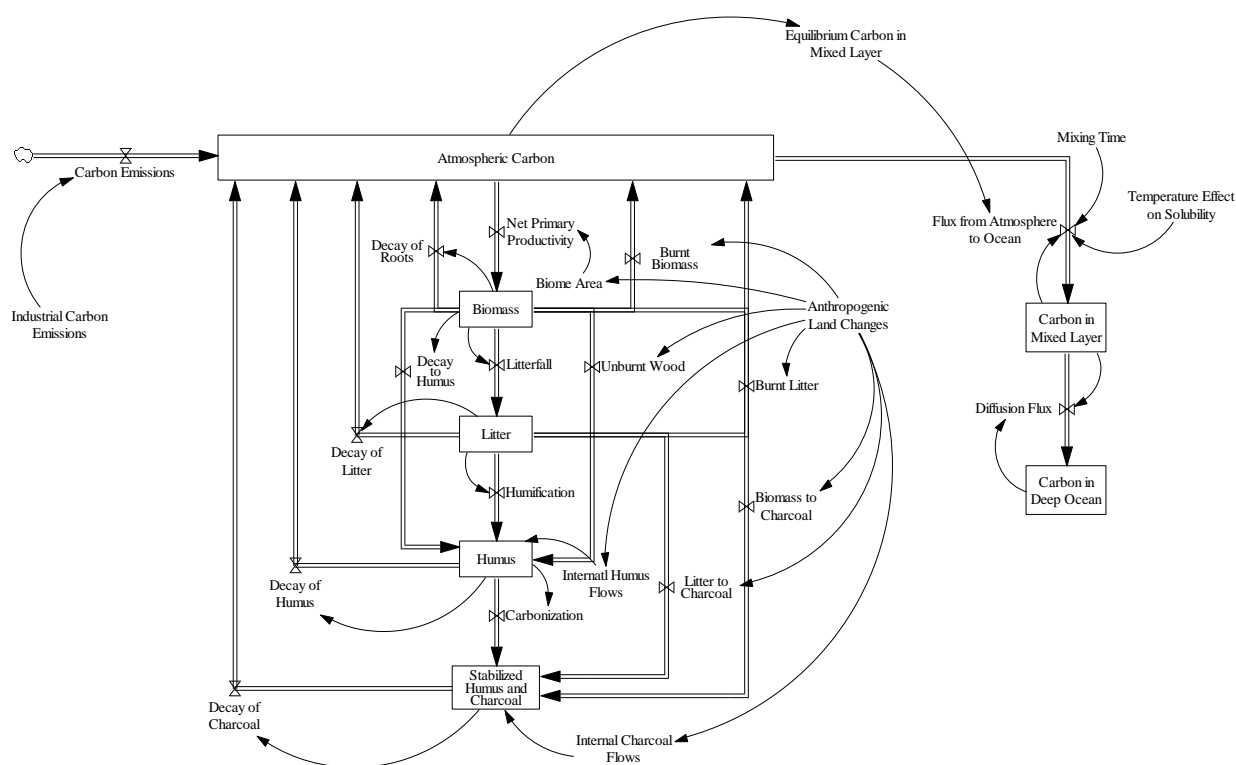 Equilibrium Carbon in
Mixed Layer
Mixing Time
Atmospheric Carbon
Carbon Emissions
Temperature Effect
on Solubility
Flux from Atmosphere
to Ocean
Net Primary
Productivity
Decay of
Roots
Burnt
Biomass
Biome Area
Industrial Carbon
Emissions
Biomass
Anthropogenic
Land Changes
Carbon in
Mixed Layer
Decay
to
Humus
Litterfall
Unburnt Wood
Burnt Litter
Diffusion Flux
Litter
Decay of
Litter
Humification
Biomass to
Charcoal
Carbon in
Deep Ocean
Humus
Decay of
Humus
Internatl Humus
Flows
Litter to
Charcoal
Carbonization
Stabilized
Humus and
Charcoal
Decay of
Charcoal
Internal Charcoal
Flows